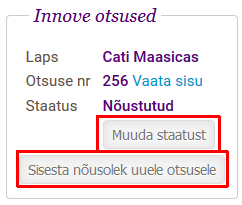 Innove otsused
Laps Cati Maasicas
Otsuse nr 256 Vaata sisu
Staatus Nõustutud
Muuda staatust
Sisesta nõusolek uuele otsusele